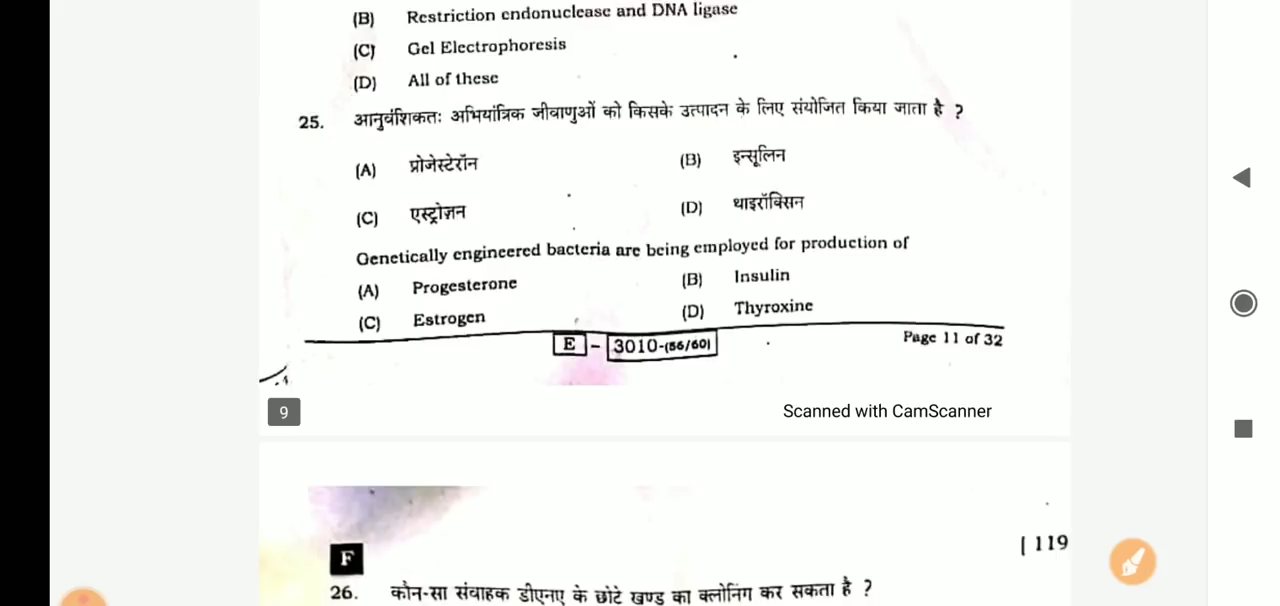 (B) Restriction endonuclease and DNA ligase
(C) Gel Electrophoresis
(D) All of these
25. आनुवंशिकतः अभियांत्रिक जीवाणुओं को किसके उत्पादन के लिए संयोजित किया जाता है ?
(A) प्रोजेस्टेरॉन (B) इन्सूलिन
(C) एस्ट्रोज़न (D) थाइरॉक्सिन
Genetically engineered bacteria are being employed for production of
(A) Progesterone (B) Insulin
(C) Estrogen (D) Thyroxine
E - 3010-(56/60) Page 11 of 32
9 Scanned with CamScanner
[ 119
F
26. कौन-सा संवाहक डीएनए के छोटे खण्ड का क्लोनिंग कर सकता है ?